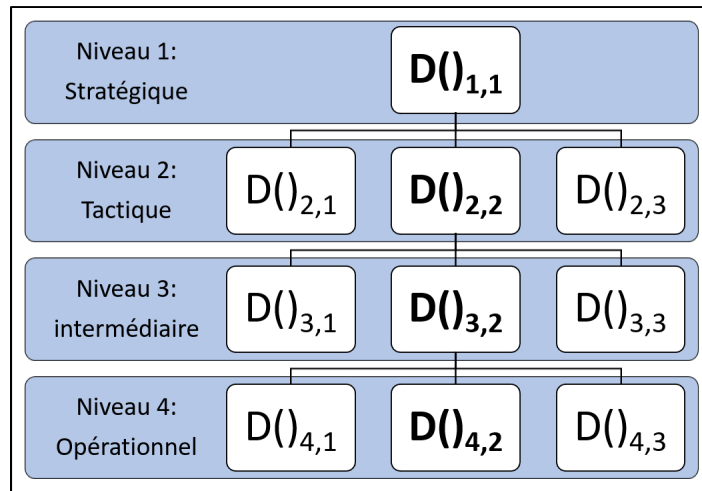 Niveau 1:
Stratégique
D()1,1
Niveau 2:
Tactique
D()2,1
D()2,2
D()2,3
Niveau 3:
intermédiaire
D()3,1
D()3,2
D()3,3
Niveau 4:
Opérationnel
D()4,1
D()4,2
D()4,3